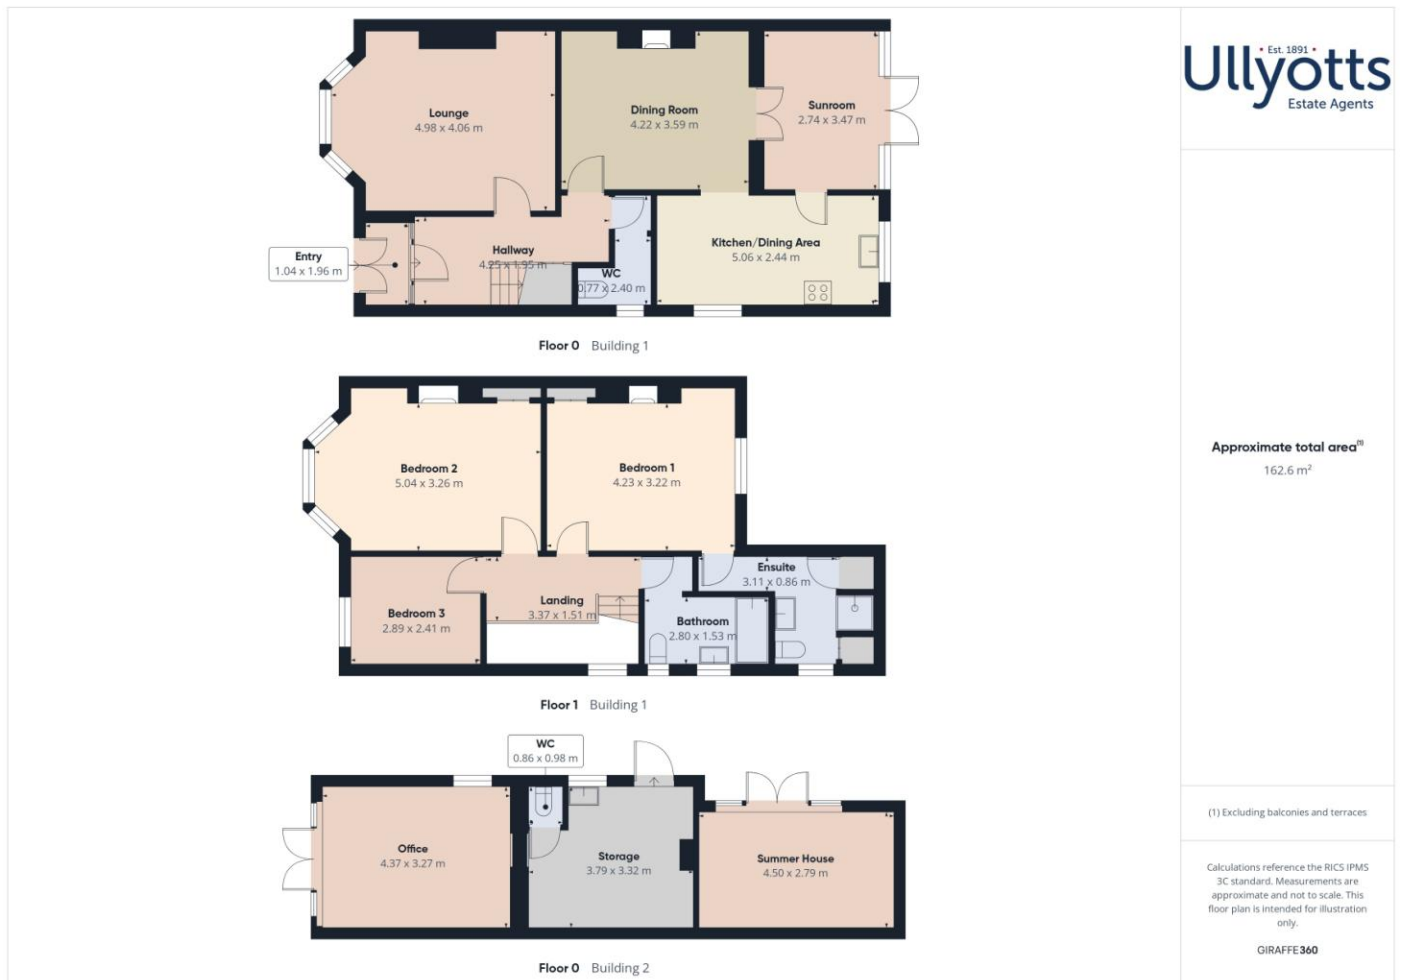 Lounge
4.98 x 4.06 m
Dining Room
4.22 x 3.59 m
Sunroom
2.74 x 3.47 m
Entry
1.04 x 1.96 m
Hallway
4.25 x 1.95 m
WC
0.77 x 2.40 m
Kitchen/Dining Area
5.06 x 2.44 m
Floor 0 Building 1
Bedroom 2
5.04 x 3.26 m
Bedroom 1
4.23 x 3.22 m
Bedroom 3
2.89 x 2.41 m
Landing
3.37 x 1.51 m
Bathroom
2.80 x 1.53 m
Ensuite
3.11 x 0.86 m
Floor 1 Building 1
WC
0.86 x 0.98 m
Office
4.37 x 3.27 m
Storage
3.79 x 3.32 m
Summer House
4.50 x 2.79 m
Floor 0 Building 2
• Est. 1891 •
Ullyotts
Estate Agents
Approximate total area(1)
162.6 m²
(1) Excluding balconies and terraces
Calculations reference the RICS IPMS
3C standard. Measurements are
approximate and not to scale. This
floor plan is intended for illustration
only.
GIRAFFE360